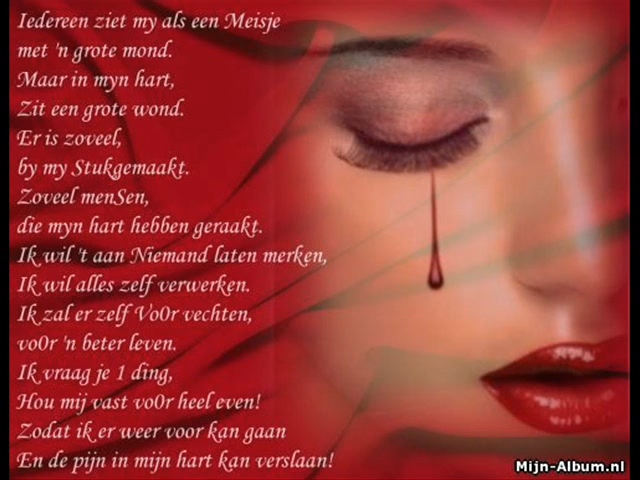 Iedereen ziet my als een Meisje
met 'n grote mond.
Maar in myn hart,
Zit een grote wond.
Er is zoveel,
by my Stukgemaakt.
Zoveel menSen,
die myn hart hebben geraakt.
Ik wil 't aan Niemand laten merken,
Ik wil alles zelf verwerken.
Ik zal er zelf Vo0r vechten,
vo0r 'n beter leven.
Ik vraag je 1 ding,
Hou mij vast vo0r heel even!
Zodat ik er weer voor kan gaan
En de pijn in mijn hart kan verslaan!
Mijn-Album.nl